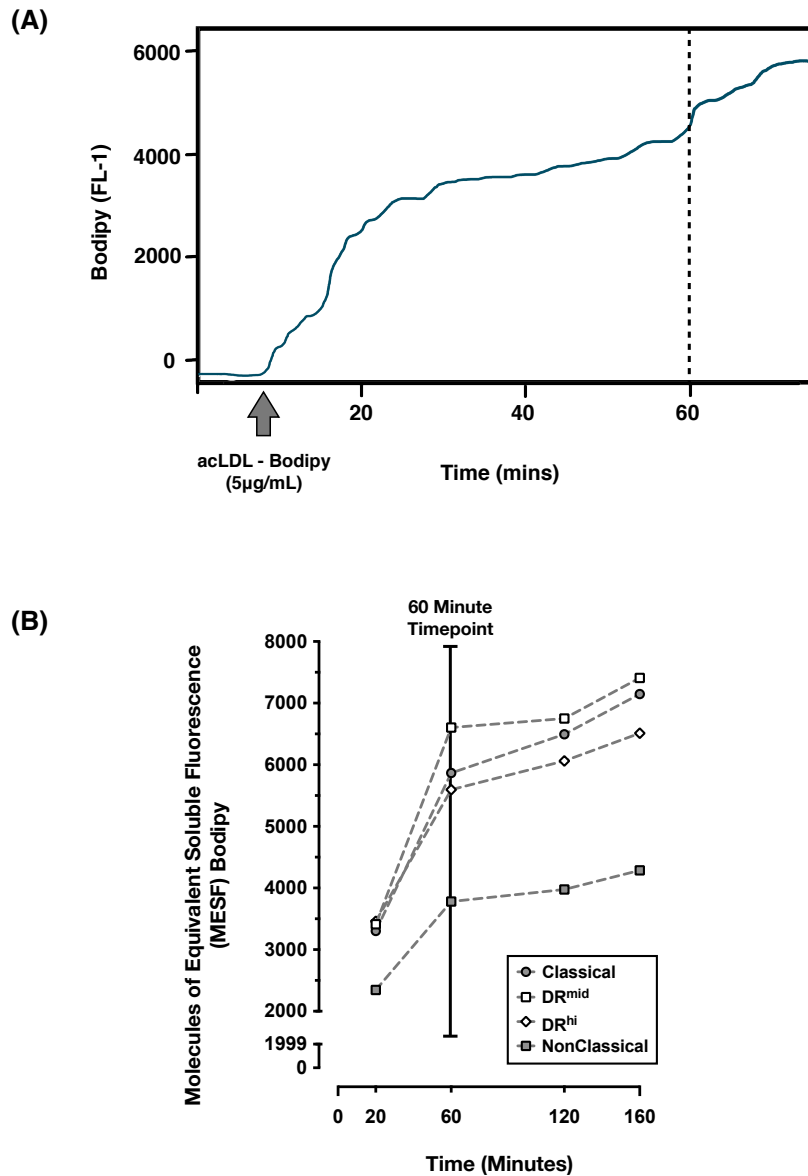 (A)
6000
4000
2000
0
Bodipy (FL-1)
20
40
60
acLDL - Bodipy
(5µg/mL)
Time (mins)
(B)
60 Minute
Timepoint
8000
7000
6000
5000
4000
3000
2000
1999
0
Molecules of Equivalent Soluble Fluorescence
(MESF) Bodipy
Classical
DRmid
DRhi
NonClassical
0
20
60
120
160
Time (Minutes)